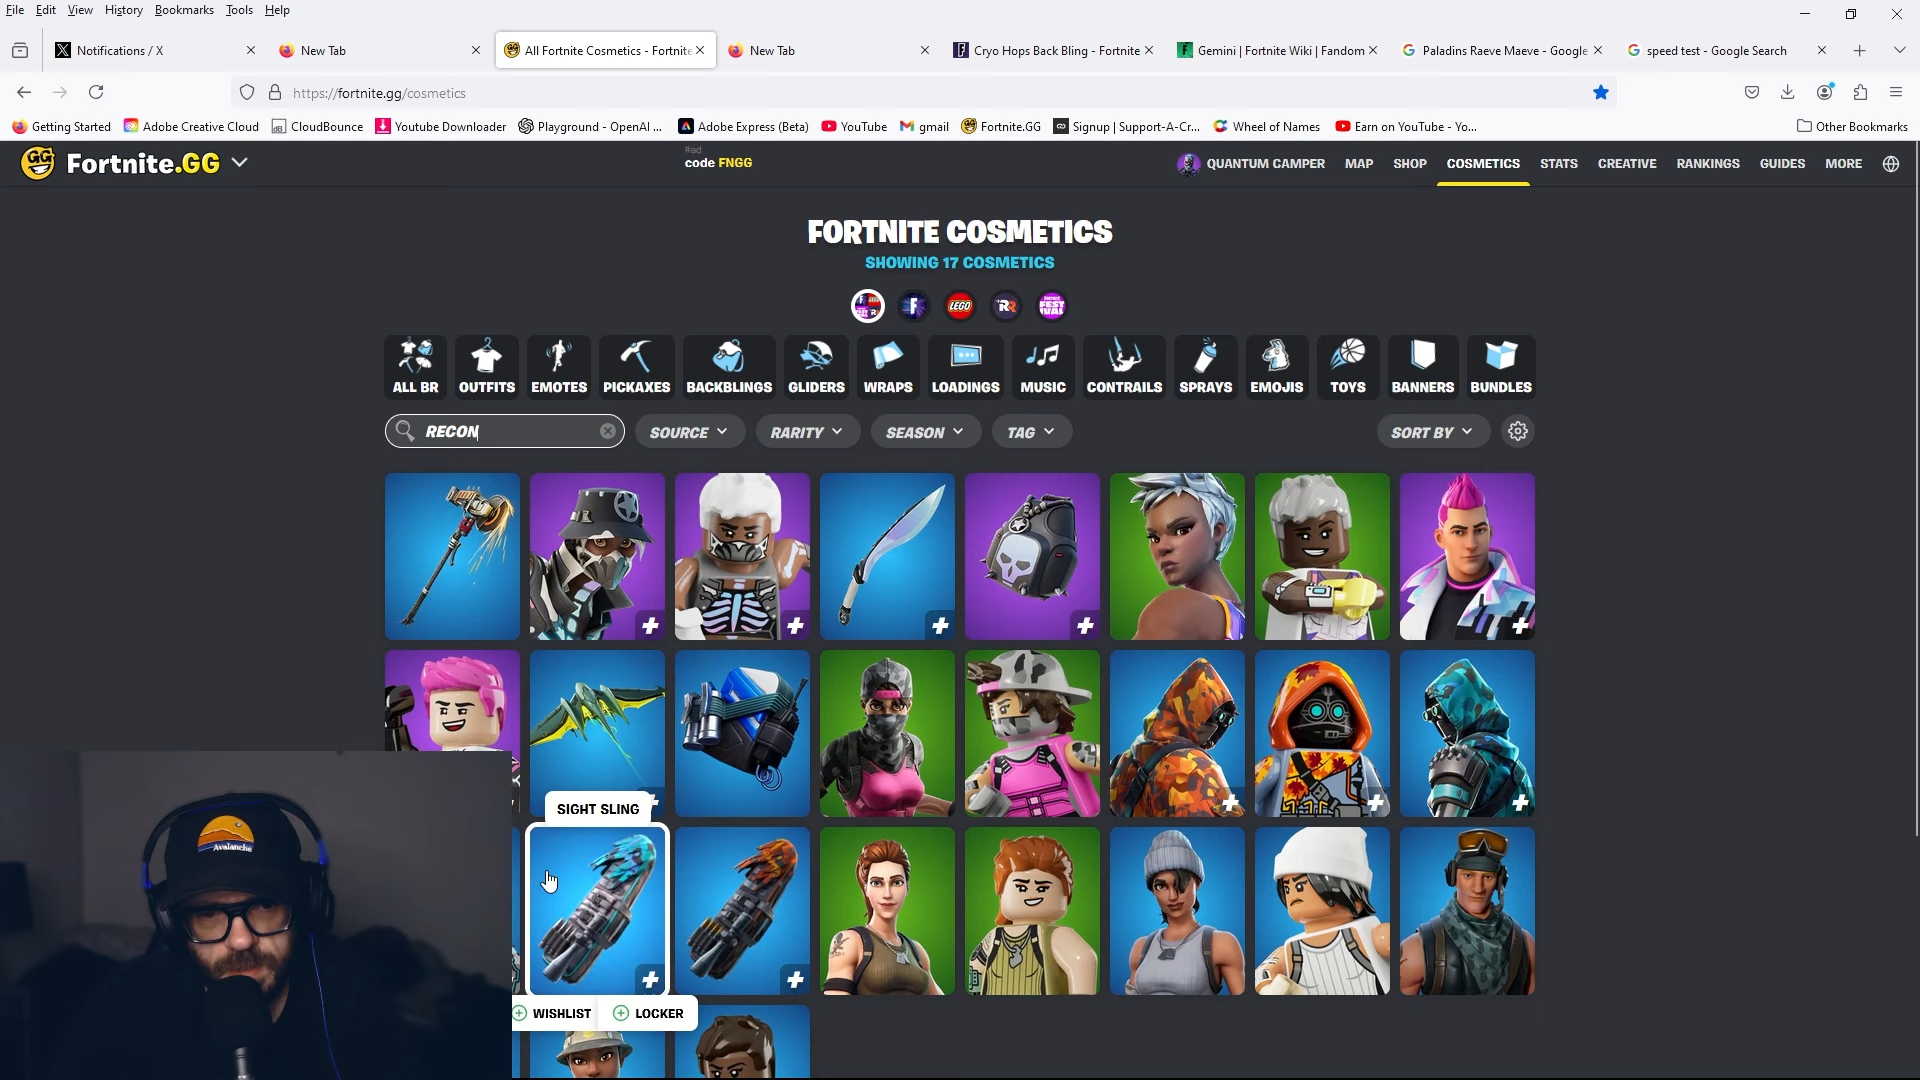 File Edit View History Bookmarks Tools Help
Notifications / X
New Tab
All Fortnite Cosmetics - Fortnite
New Tab
Cryo Hops Back Bling - Fortnite
Gemini | Fortnite Wiki | Fandom
Paladins Raeve Maeve - Google
speed test - Google Search
https://fortnite.gg/cosmetics
Getting Started
Adobe Creative Cloud
CloudBounce
Youtube Downloader
Playground - OpenAI ...
Adobe Express (Beta)
YouTube
gmail
Fortnite.GG
Signup | Support-A-Cr...
Wheel of Names
Earn on YouTube - Yo...
Other Bookmarks
Fortnite.GG
#ad
code FNGG
QUANTUM CAMPER MAP SHOP COSMETICS STATS CREATIVE RANKINGS GUIDES MORE
FORTNITE COSMETICS
SHOWING 17 COSMETICS
ALL BR OUTFITS EMOTES PICKAXES BACKBLINGS GLIDERS WRAPS LOADINGS MUSIC CONTRAILS SPRAYS EMOJIS TOYS BANNERS BUNDLES
RECON SOURCE RARITY SEASON TAG SORT BY
SIGHT SLING
Avalanche
WISHLIST LOCKER